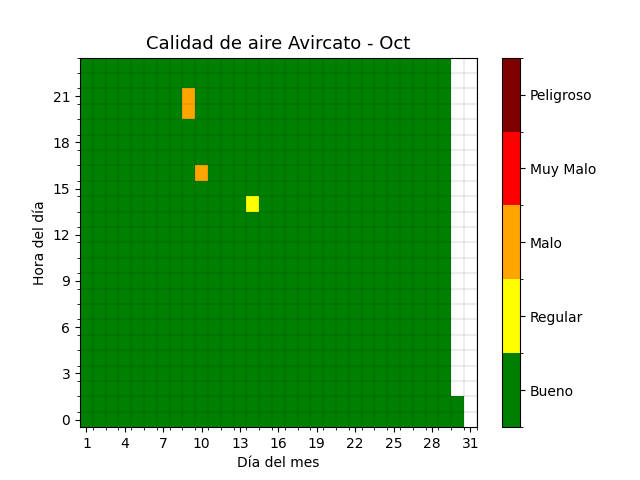 Calidad de aire Avircato - Oct
Peligroso
Muy Malo
Malo
Regular
Bueno
Hora del día
21
18
15
12
9
6
3
0
1 4 7 10 13 16 19 22 25 28 31
Día del mes